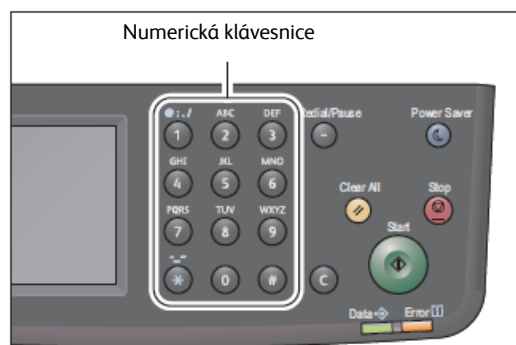 Numerická klávesnice
@:./ ABC DEF Redial/Pause Power Saver
1 2 3 -
GHI JKL MNO
4 5 6
Clear All Stop
PQRS TUV WXYZ
7 8 9
Start
-_~
* 0 # C
Data Error